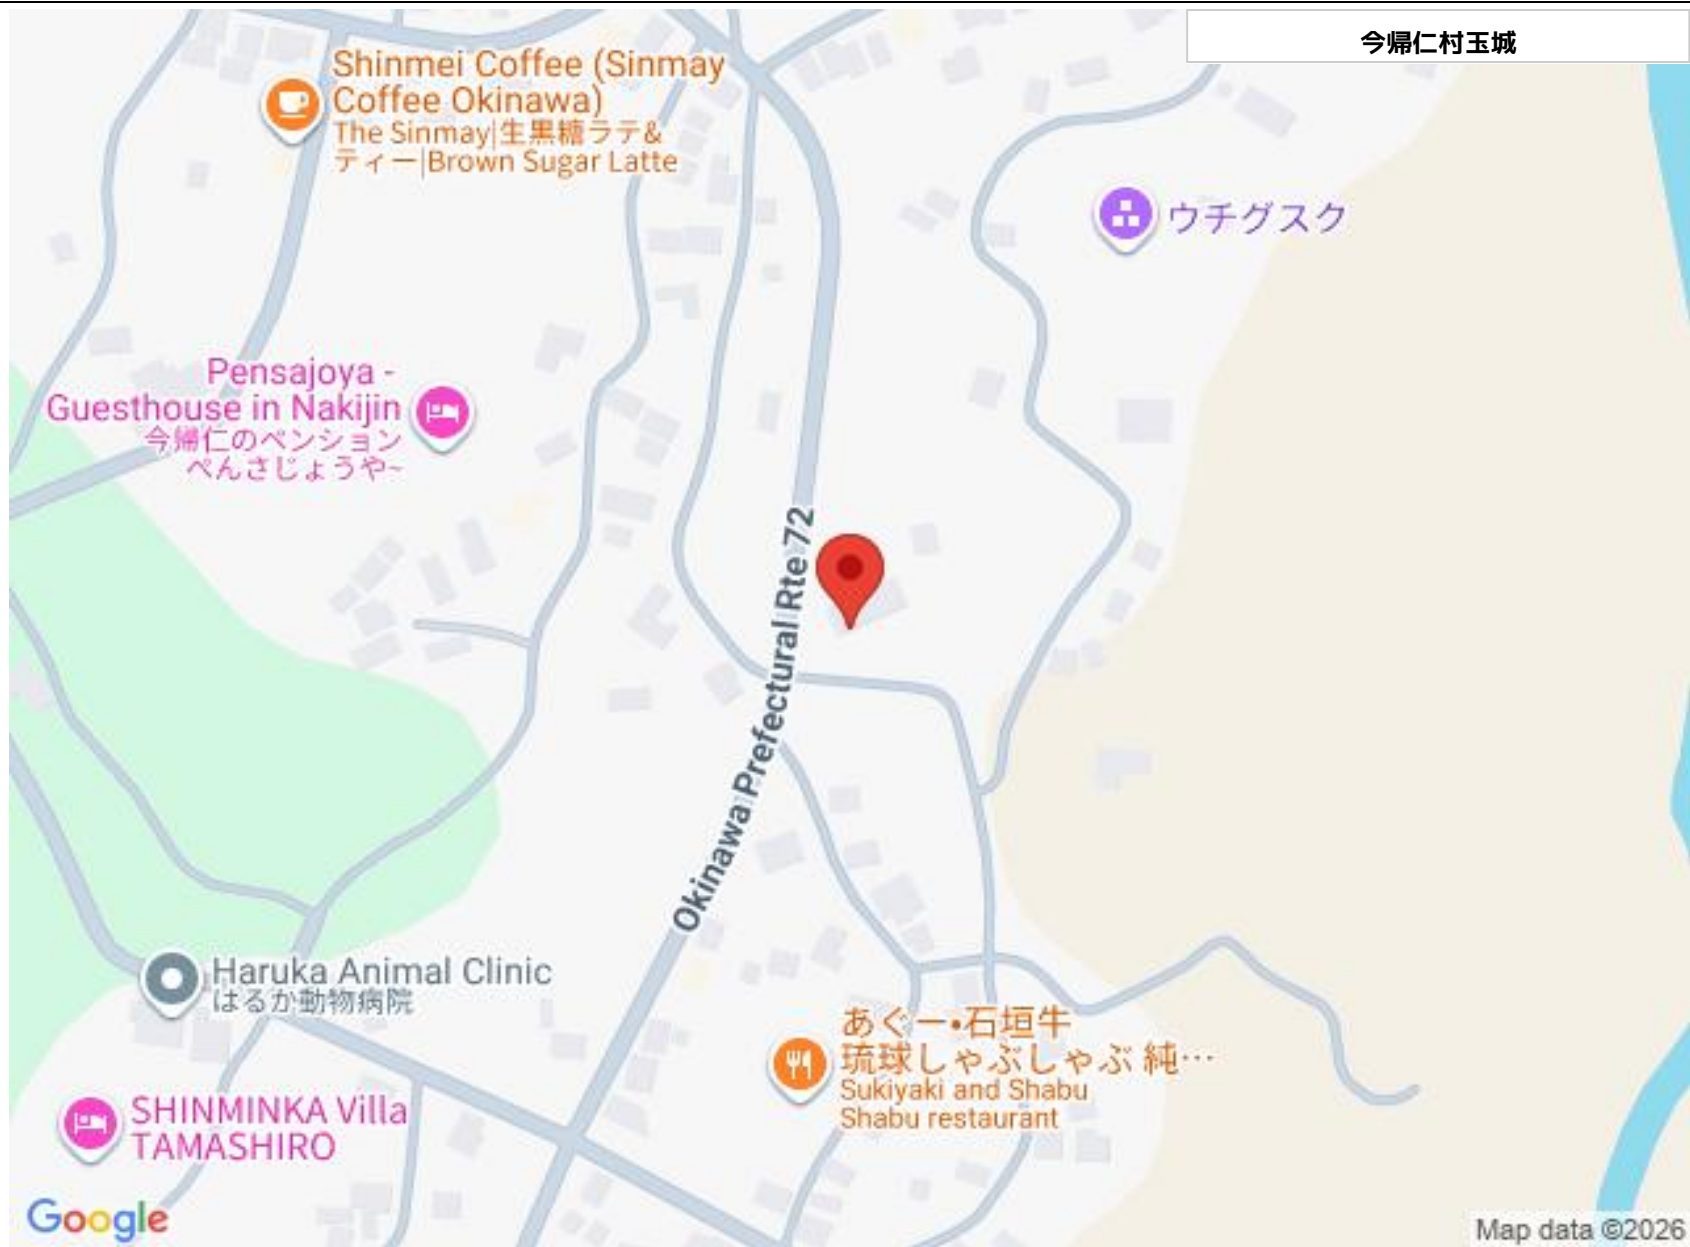 今帰仁村玉城
Shinmei Coffee (Sinmay
Coffee Okinawa)
The Sinmay|生黒糖ラテ&
ティー|Brown Sugar Latte
ウチグスク
Pensajoya -
Guesthouse in Nakijin
今帰仁のペンション
ぺんさじょうや~
Okinawa Prefectural Rte 72
Haruka Animal Clinic
はるか動物病院
あぐー•石垣牛
琉球しゃぶしゃぶ 純…
Sukiyaki and Shabu
Shabu restaurant
SHINMINKA Villa
TAMASHIRO
Google
Map data ©2026